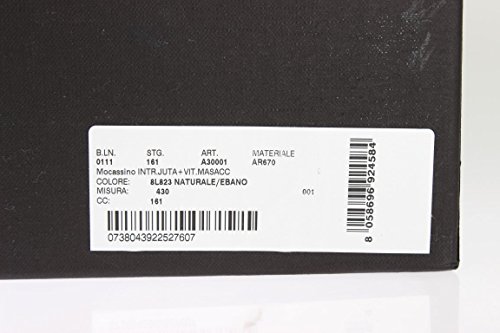 B.LN. STG. ART. MATERIALE
0111 161 A30001 AR670
Mocassino INTR.JUTA+VIT.MASACC
COLORE: 8L823 NATURALE/EBANO
MISURA: 430 001
CC: 161
0738043922527607
8 058696 924584